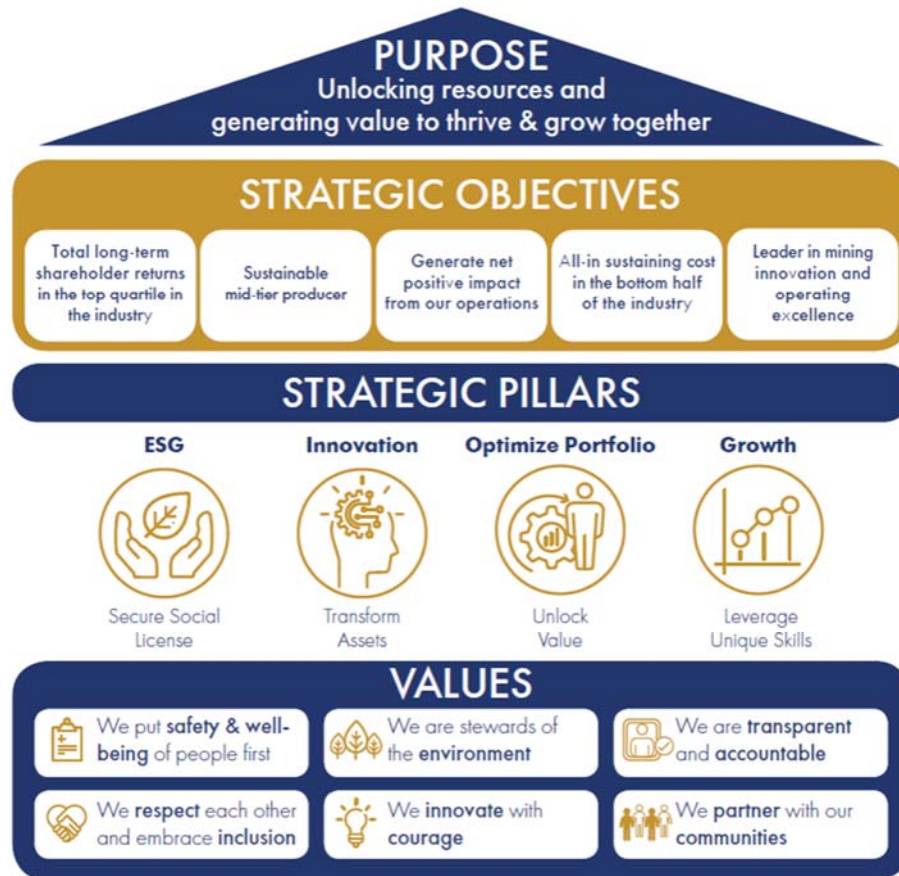 PURPOSE
Unlocking resources and
generating value to thrive & grow together
STRATEGIC OBJECTIVES
Total long-term
shareholder returns
in the top quartile in
the industry
Sustainable
mid-tier producer
Generate net
positive impact
from our operations
All-in sustaining cost
in the bottom half
of the industry
Leader in mining
innovation and
operating
excellence
STRATEGIC PILLARS
ESG
Secure Social
License
Innovation
Transform
Assets
Optimize Portfolio
Unlock
Value
Growth
Leverage
Unique Skills
VALUES
We put safety & well-
being of people first
We are stewards of
the environment
We are transparent
and accountable
We respect each other
and embrace inclusion
We innovate with
courage
We partner with our
communities